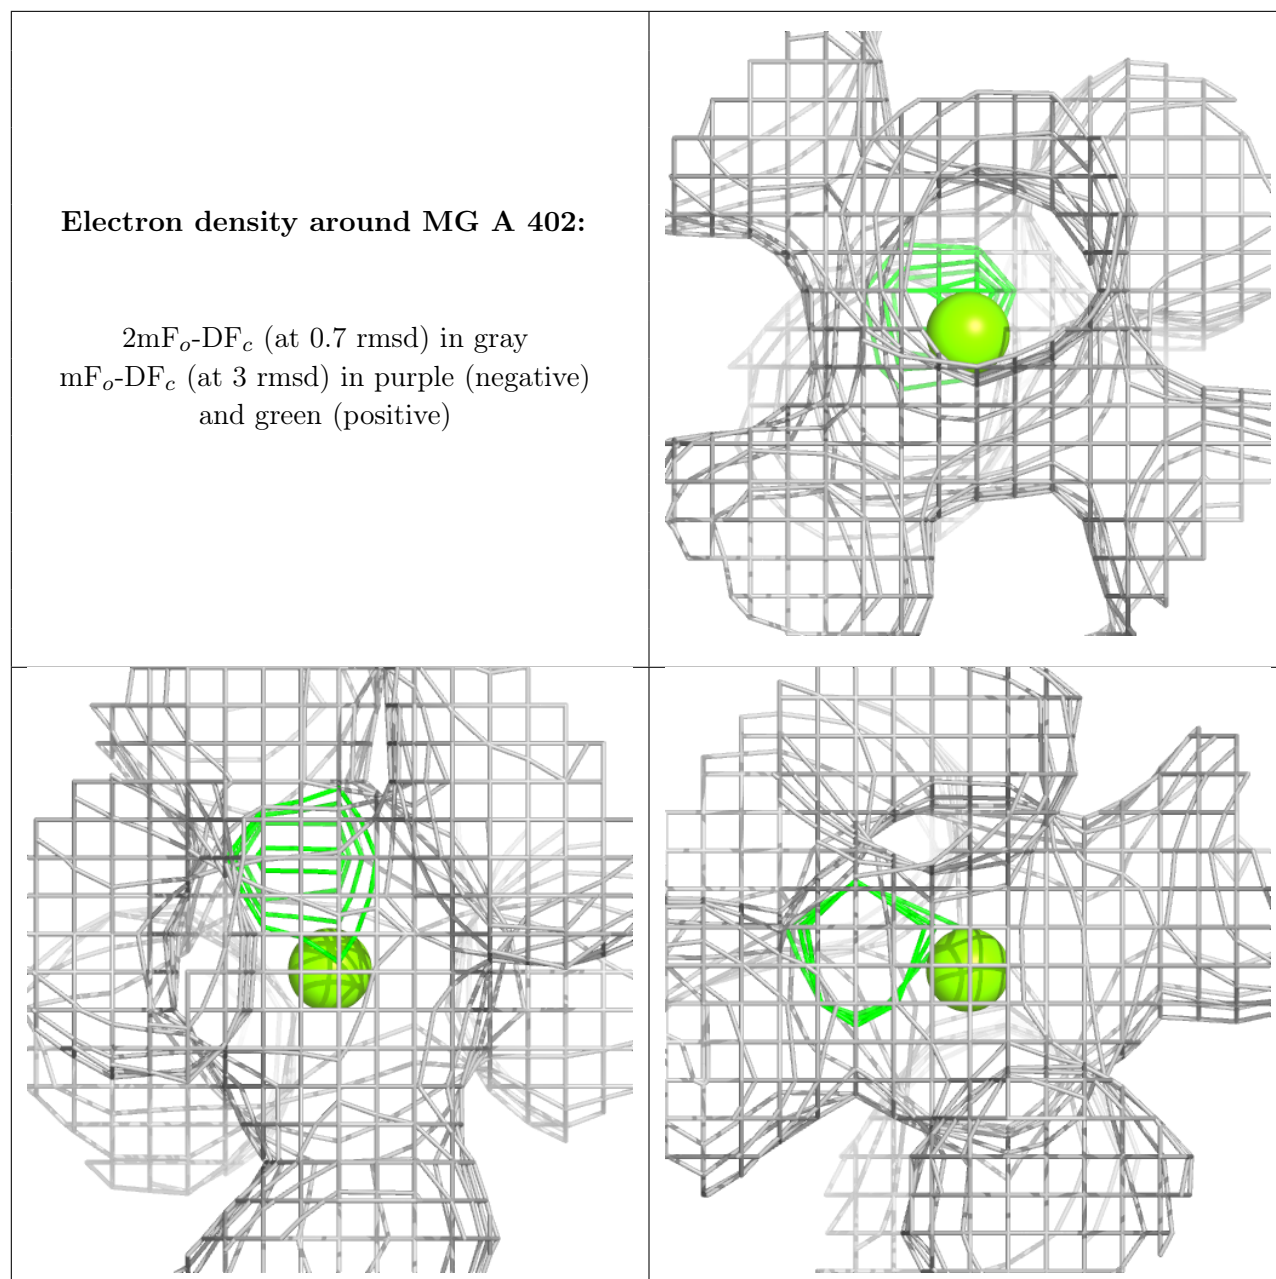 Electron density around MG A 402:
2mFo-DFc (at 0.7 rmsd) in gray
mFo-DFc (at 3 rmsd) in purple (negative)
and green (positive)